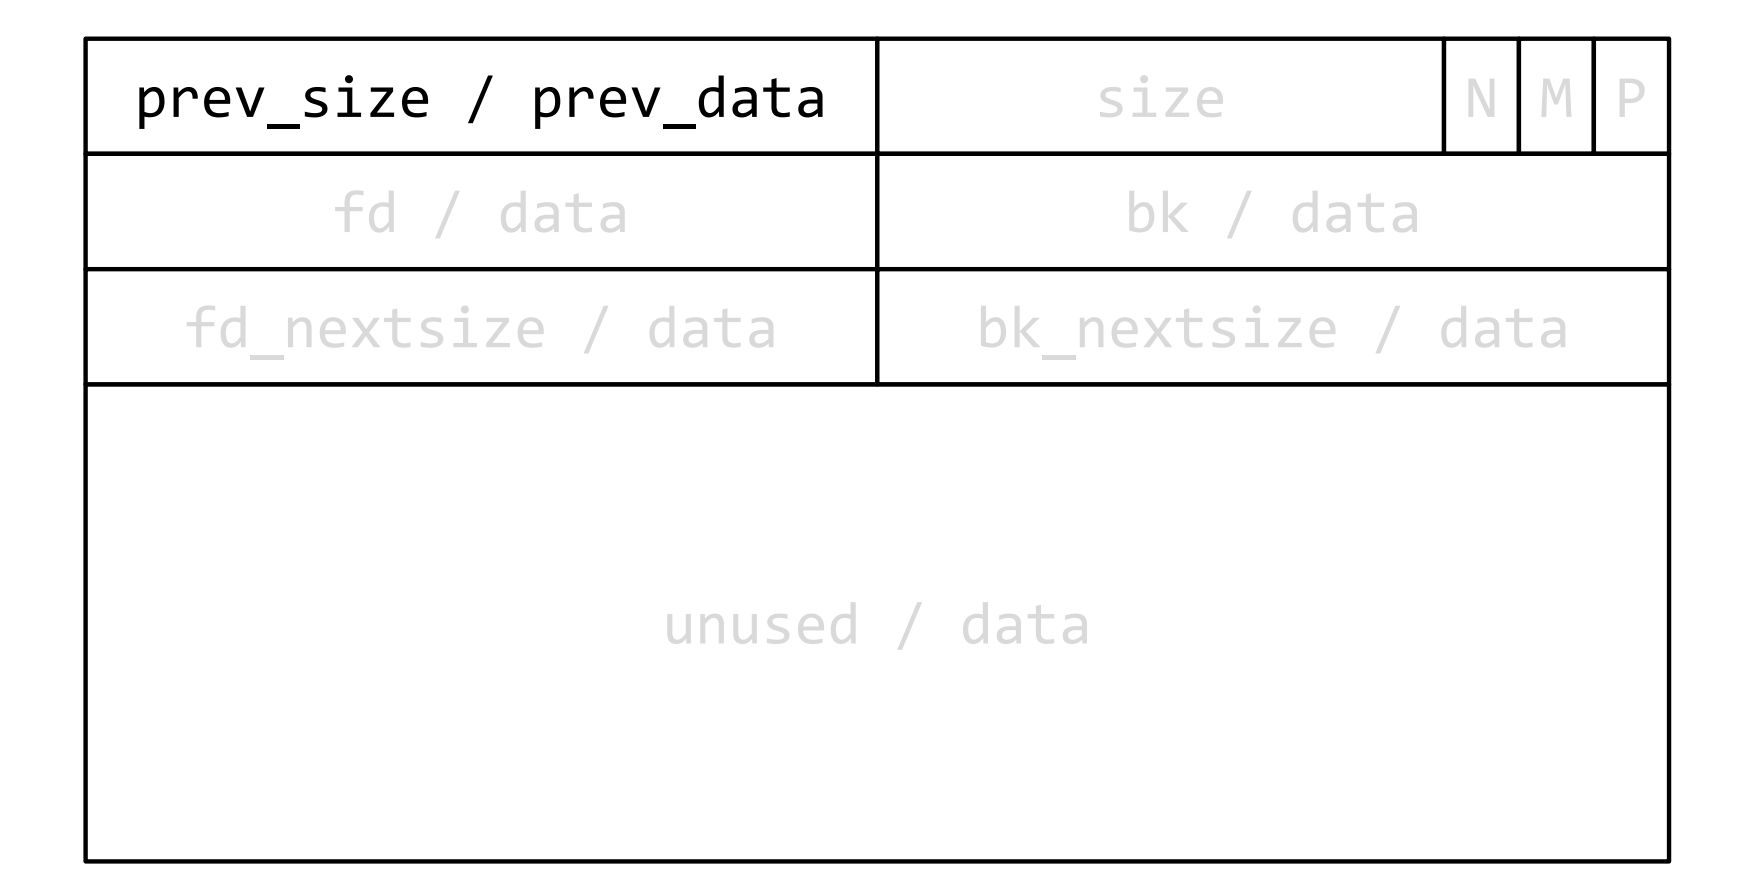 prev_size / prev_data size N M P
fd / data bk / data
fd_nextsize / data bk_nextsize / data
unused / data